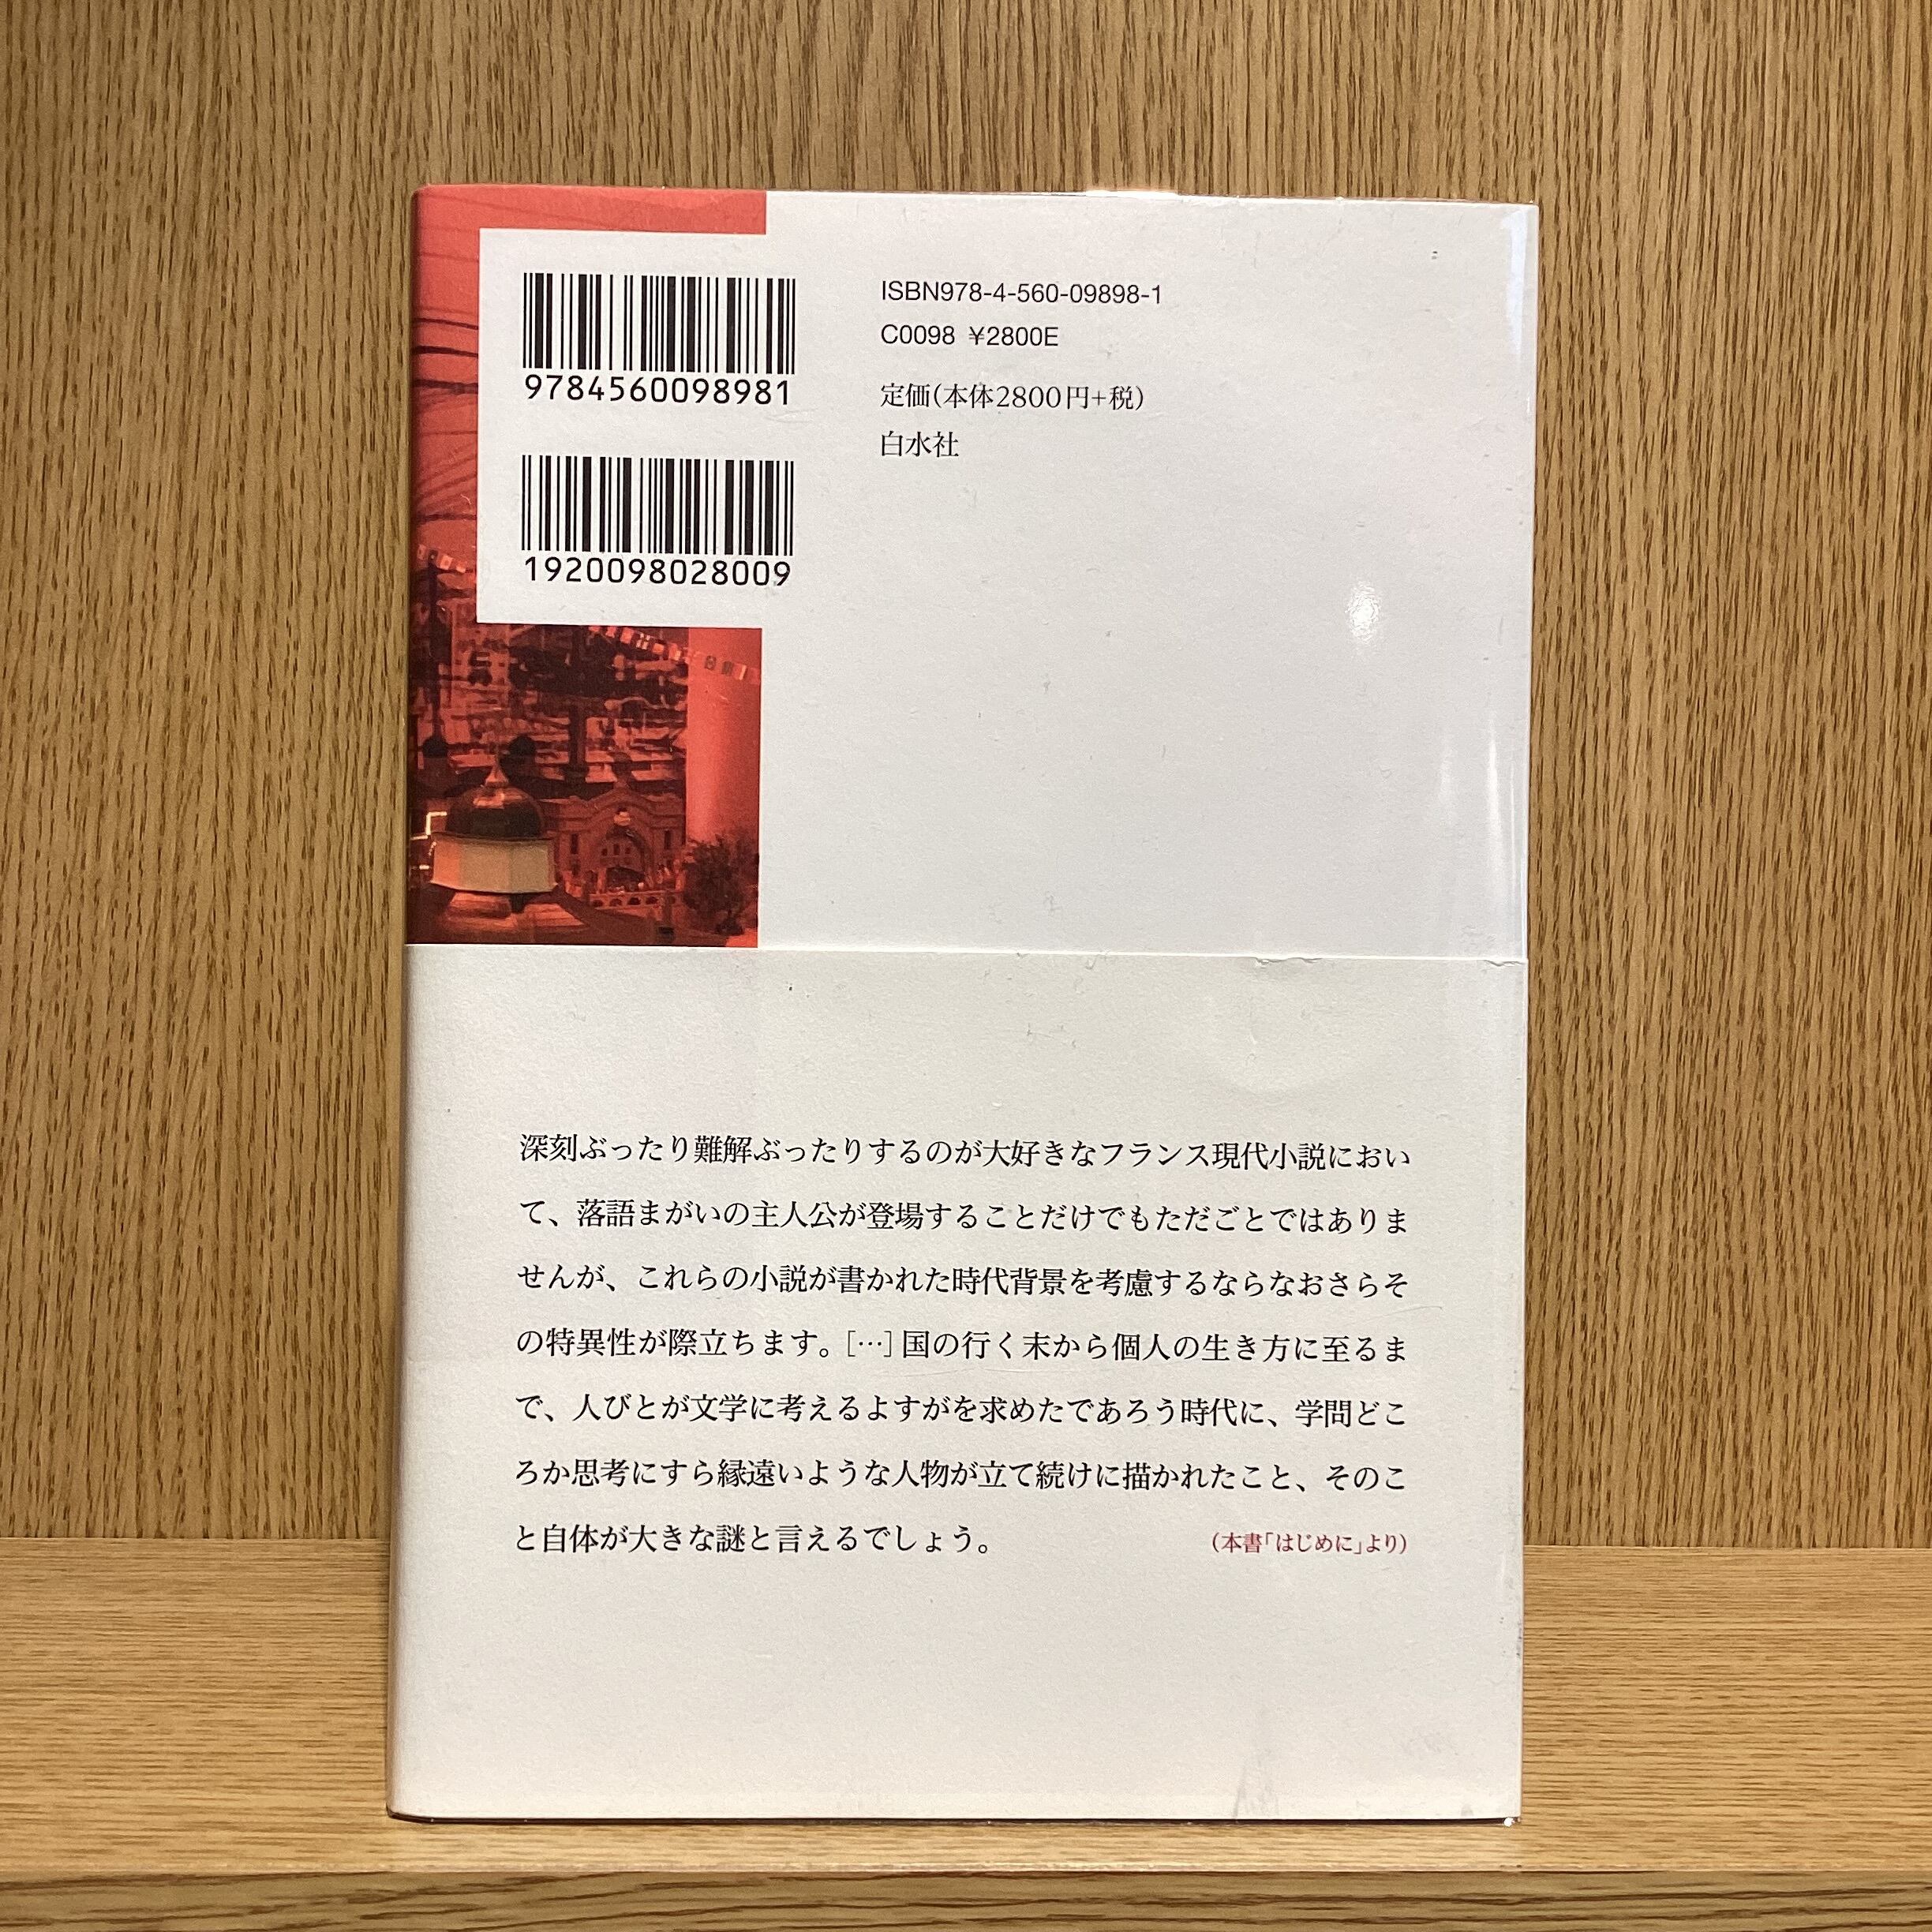 9784560098981
1920098028009
ISBN978-4-560-09898-1
C0098 ¥2800E
定価(本体2800円+税)
白水社
深刻ぶったり難解ぶったりするのが大好きなフランス現代小説におい
て、落語まがいの主人公が登場することだけでもただごとではありま
せんが、これらの小説が書かれた時代背景を考慮するならなおさらそ
の特異性が際立ちます。[…]国の行く末から個人の生き方に至るま
で、人びとが文学に考えるよすがを求めたであろう時代に、学問どこ
ろか思考にすら縁遠いような人物が立て続けに描かれたこと、そのこ
と自体が大きな謎と言えるでしょう。
(本書「はじめに」より)